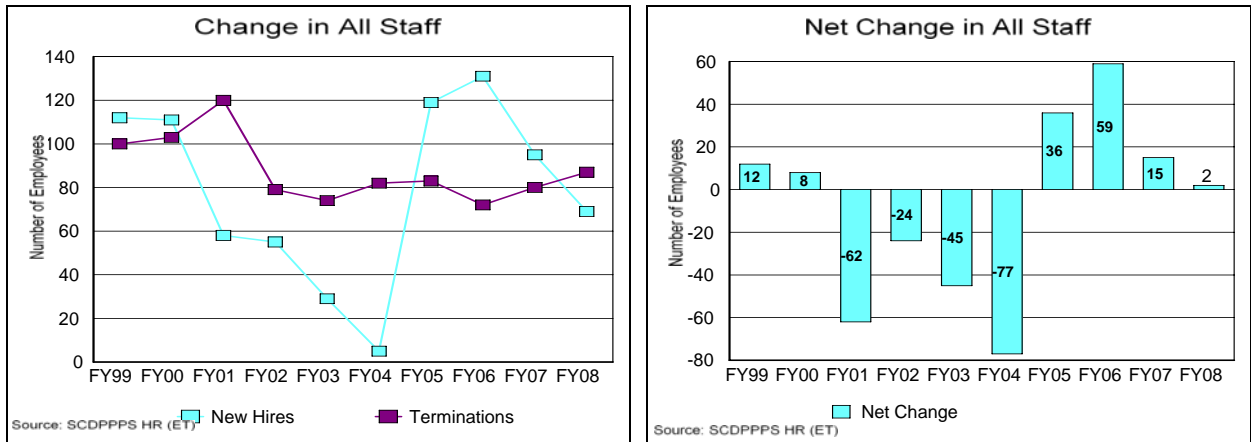 Change in All Staff
Number of Employees
140
120
100
80
60
40
20
0
FY99 FY00 FY01 FY02 FY03 FY04 FY05 FY06 FY07 FY08
New Hires Terminations
Source: SCDPPPS HR (ET)
Net Change in All Staff
Number of Employees
60
40
20
0
-20
-40
-60
-80
12 8 -62 -24 -45 -77 36 59 15 2
FY99 FY00 FY01 FY02 FY03 FY04 FY05 FY06 FY07 FY08
Net Change
Source: SCDPPPS HR (ET)